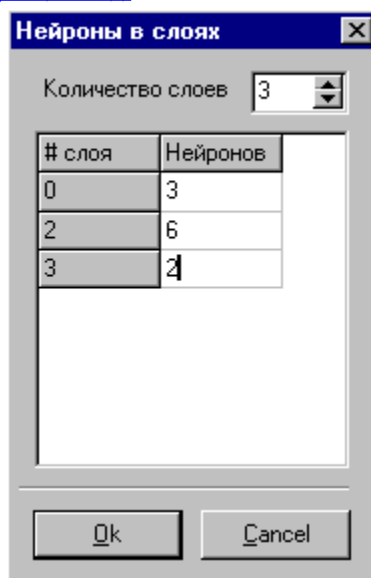 Нейроны в слоях
Количество слоев 3
# слоя Нейронов
0 3
2 6
3 2
Ok Cancel